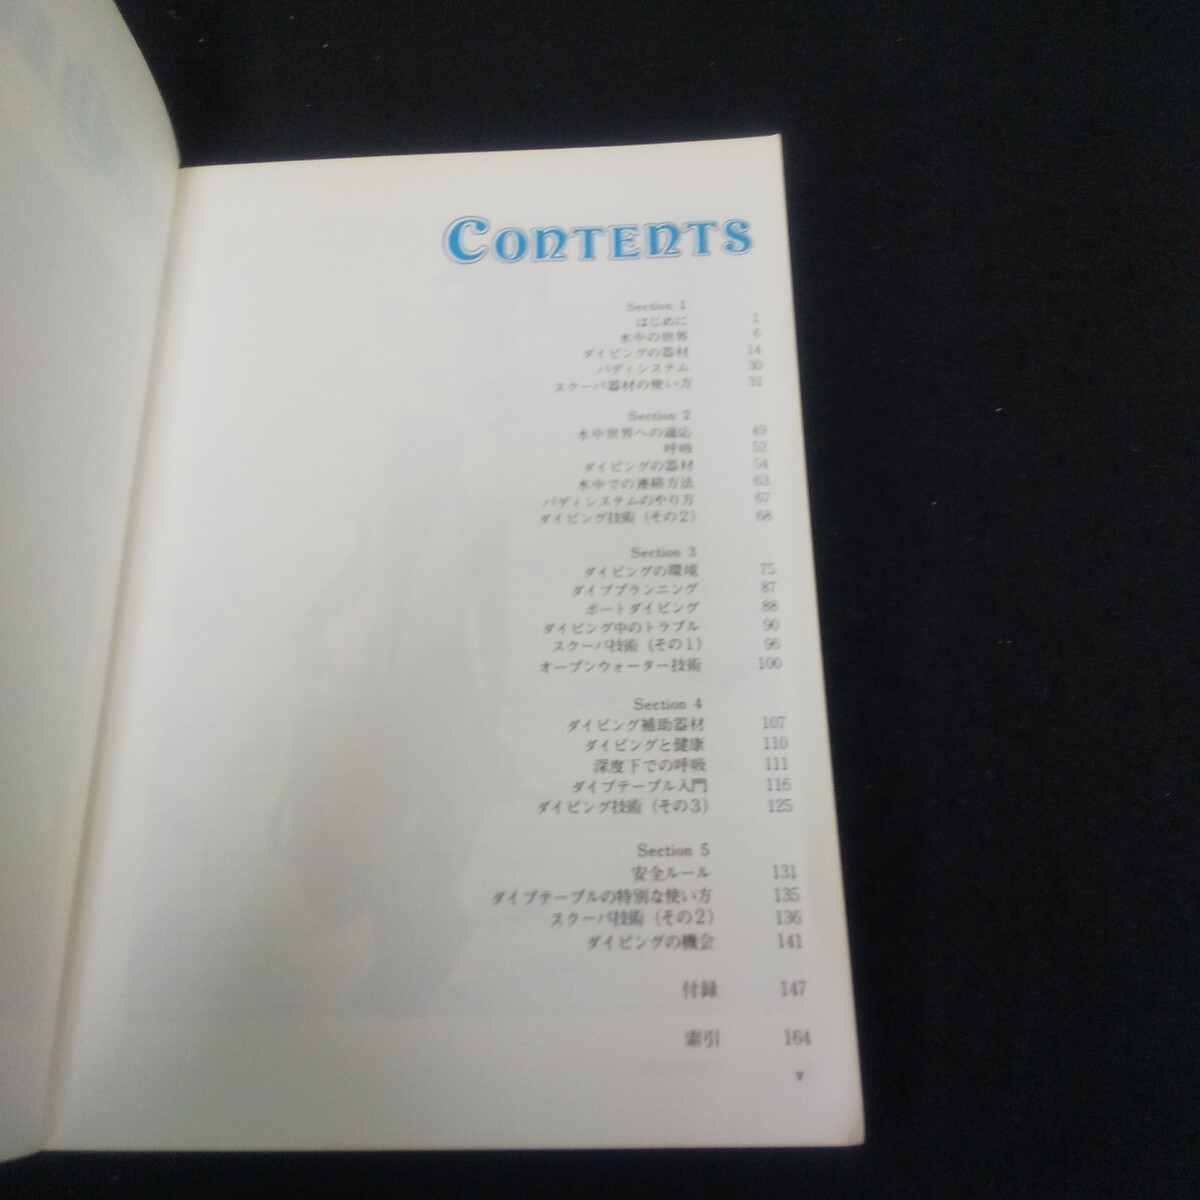 CONTENTS
Section 1
はじめに 1
水中の世界 6
ダイビングの器材 14
バディシステム 30
スクーバ器材の使い方 31
Section 2
水中世界への適応 49
呼吸 52
ダイビングの器材 54
水中での連絡方法 63
バディシステムのやり方 67
ダイビング技術（その2） 68
Section 3
ダイビングの環境 75
ダイブプランニング 87
ボートダイビング 88
ダイビング中のトラブル 90
スクーバ技術（その1） 96
オープンウォーター技術 100
Section 4
ダイビング補助器材 107
ダイビングと健康 110
深度下での呼吸 111
ダイブテーブル入門 116
ダイビング技術（その3） 125
Section 5
安全ルール 131
ダイブテーブルの特別な使い方 135
スクーバ技術（その2） 136
ダイビングの機会 141
付録 147
索引 164
v